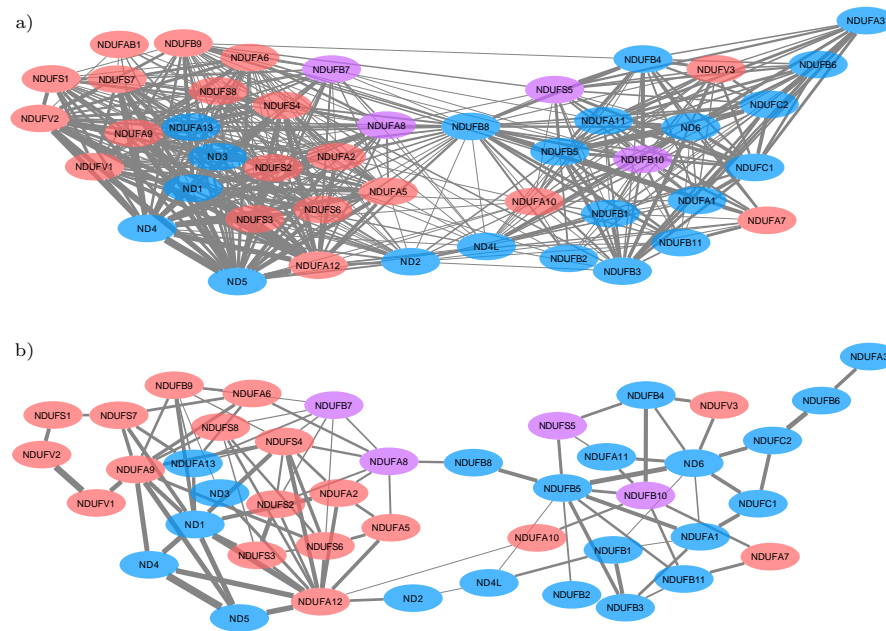 a)
NDUFA3
NDUFAB1
NDUFB9
NDUFA6
NDUFB4
NDUFS1
NDUFS7
NDUFB7
NDUFV3
NDUFB6
NDUFS8
NDUFS5
NDUFS4
NDUFC2
NDUFV2
NDUFA13
NDUFA8
NDUFB8
NDUFA11
ND6
NDUFA9
ND3
NDUFA2
NDUFB5
NDUFB10
NDUFV1
NDUFS2
NDUFC1
ND1
NDUFA5
NDUFA10
NDUFA1
NDUFS3
NDUFS6
NDUFB1
NDUFA7
ND4
ND4L
NDUFB11
NDUFA12
ND2
NDUFB2
NDUFB3
ND5
b)
NDUFA3
NDUFB9
NDUFA6
NDUFB4
NDUFB6
NDUFS1
NDUFS7
NDUFB7
NDUFV3
NDUFS8
NDUFS5
NDUFS4
NDUFC2
NDUFV2
NDUFA13
NDUFA8
NDUFB8
NDUFA11
ND6
NDUFA9
ND3
NDUFA2
NDUFB5
NDUFB10
NDUFV1
NDUFS2
NDUFC1
ND1
NDUFA5
NDUFA10
NDUFA1
NDUFS3
NDUFS6
NDUFB1
NDUFA7
ND4
ND4L
NDUFB11
NDUFA12
ND2
NDUFB2
NDUFB3
ND5